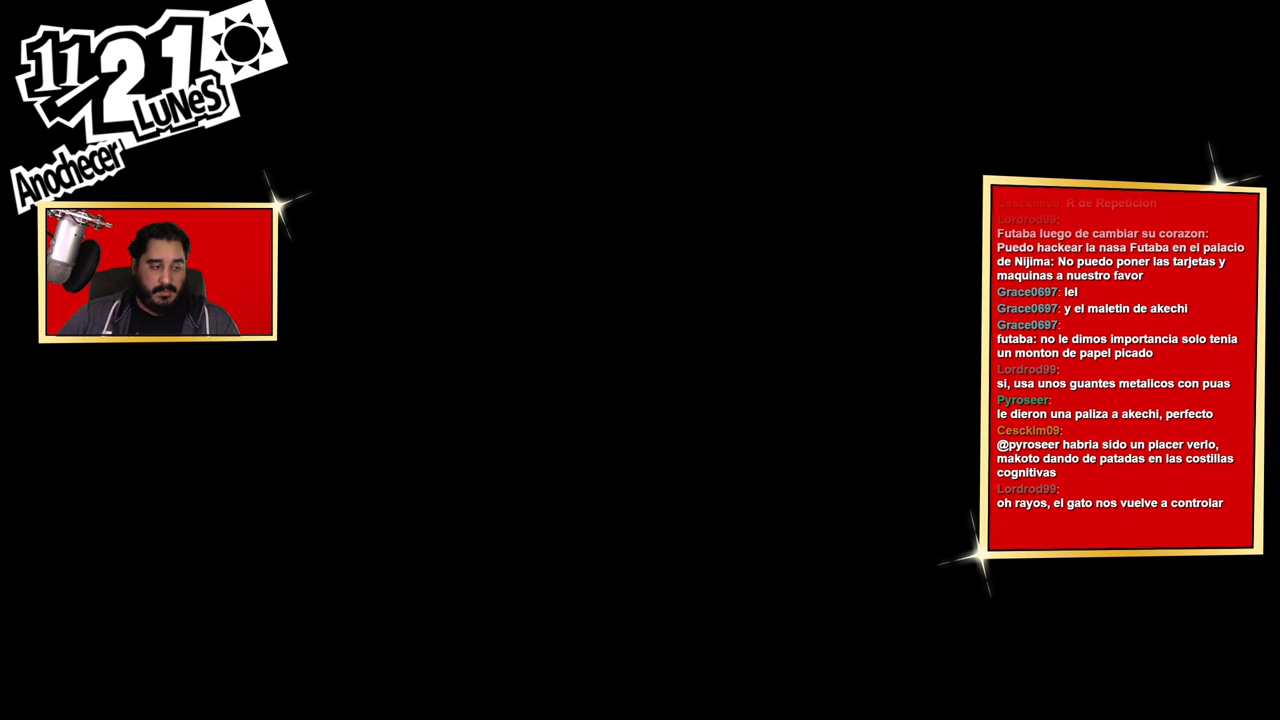 11/21
LuNeS
Anochecer
Cesckim09: R de Repeticion
Lordrod99:
Futaba luego de cambiar su corazon:
Puedo hackear la nasa Futaba en el palacio
de Nijima: No puedo poner las tarjetas y
maquinas a nuestro favor
Grace0697: lel
Grace0697: y el maletin de akechi
Grace0697:
futaba: no le dimos importancia solo tenia
un monton de papel picado
Lordrod99:
si, usa unos guantes metalicos con puas
Pyroseer:
le dieron una paliza a akechi, perfecto
Cesckim09:
@pyroseer habria sido un placer verlo,
makoto dando de patadas en las costillas
cognitivas
Lordrod99:
oh rayos, el gato nos vuelve a controlar